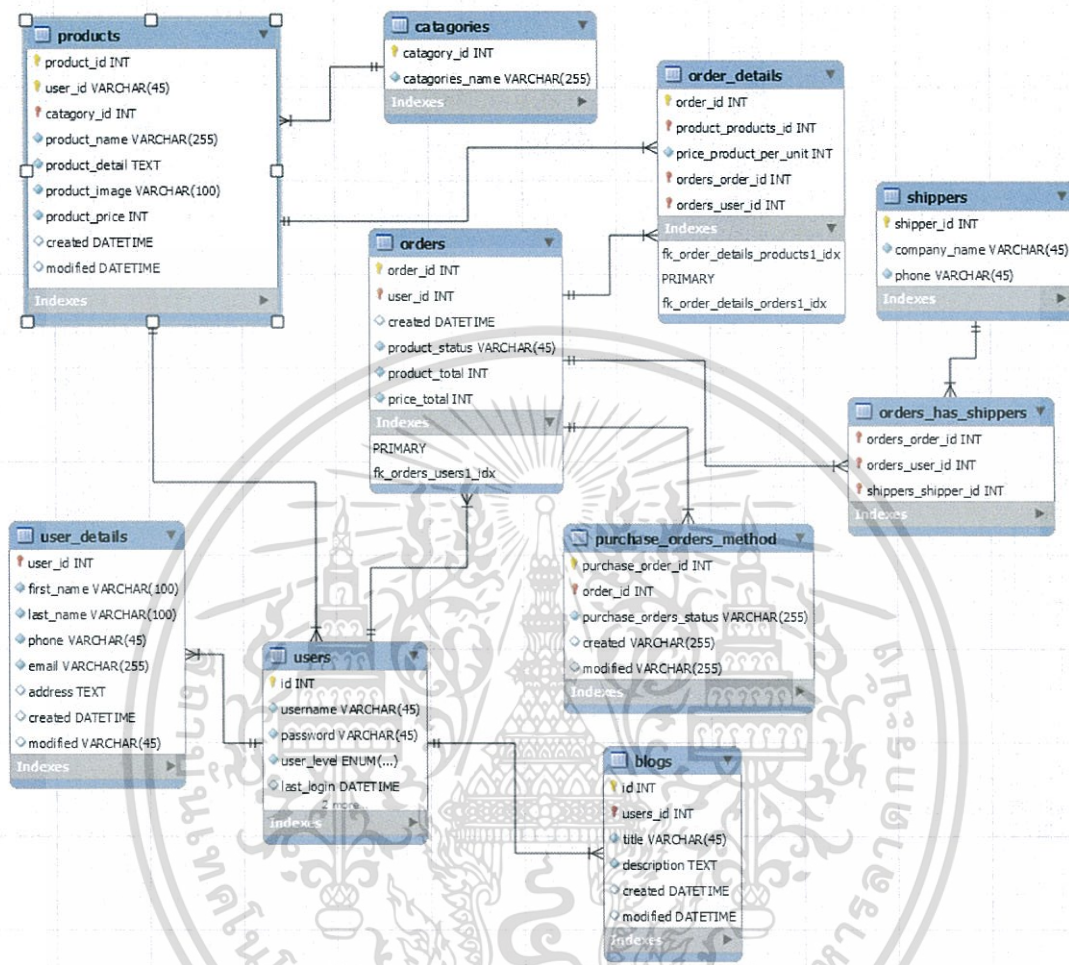 products
product_id INT
user_id VARCHAR(45)
catagory_id INT
product_name VARCHAR(255)
product_detail TEXT
product_image VARCHAR(100)
product_price INT
created DATETIME
modified DATETIME
Indexes
catagories
catagory_id INT
catagories_name VARCHAR(255)
Indexes
order_details
order_id INT
product_products_id INT
price_product_per_unit INT
orders_order_id INT
orders_user_id INT
Indexes
fk_order_details_products1_idx
PRIMARY
fk_order_details_orders1_idx
shippers
shipper_id INT
company_name VARCHAR(45)
phone VARCHAR(45)
Indexes
orders
order_id INT
user_id INT
created DATETIME
product_status VARCHAR(45)
product_total INT
price_total INT
Indexes
PRIMARY
fk_orders_users1_idx
orders_has_shippers
orders_order_id INT
orders_user_id INT
shippers_shipper_id INT
Indexes
user_details
user_id INT
first_name VARCHAR(100)
last_name VARCHAR(100)
phone VARCHAR(45)
email VARCHAR(255)
address TEXT
created DATETIME
modified VARCHAR(45)
Indexes
purchase_orders_method
purchase_order_id INT
order_id INT
purchase_orders_status VARCHAR(255)
created VARCHAR(255)
modified VARCHAR(255)
Indexes
users
id INT
username VARCHAR(45)
password VARCHAR(45)
user_level ENUM(...)
last_login DATETIME
2 more...
Indexes
blogs
id INT
users_id INT
title VARCHAR(45)
description TEXT
created DATETIME
modified DATETIME
Indexes